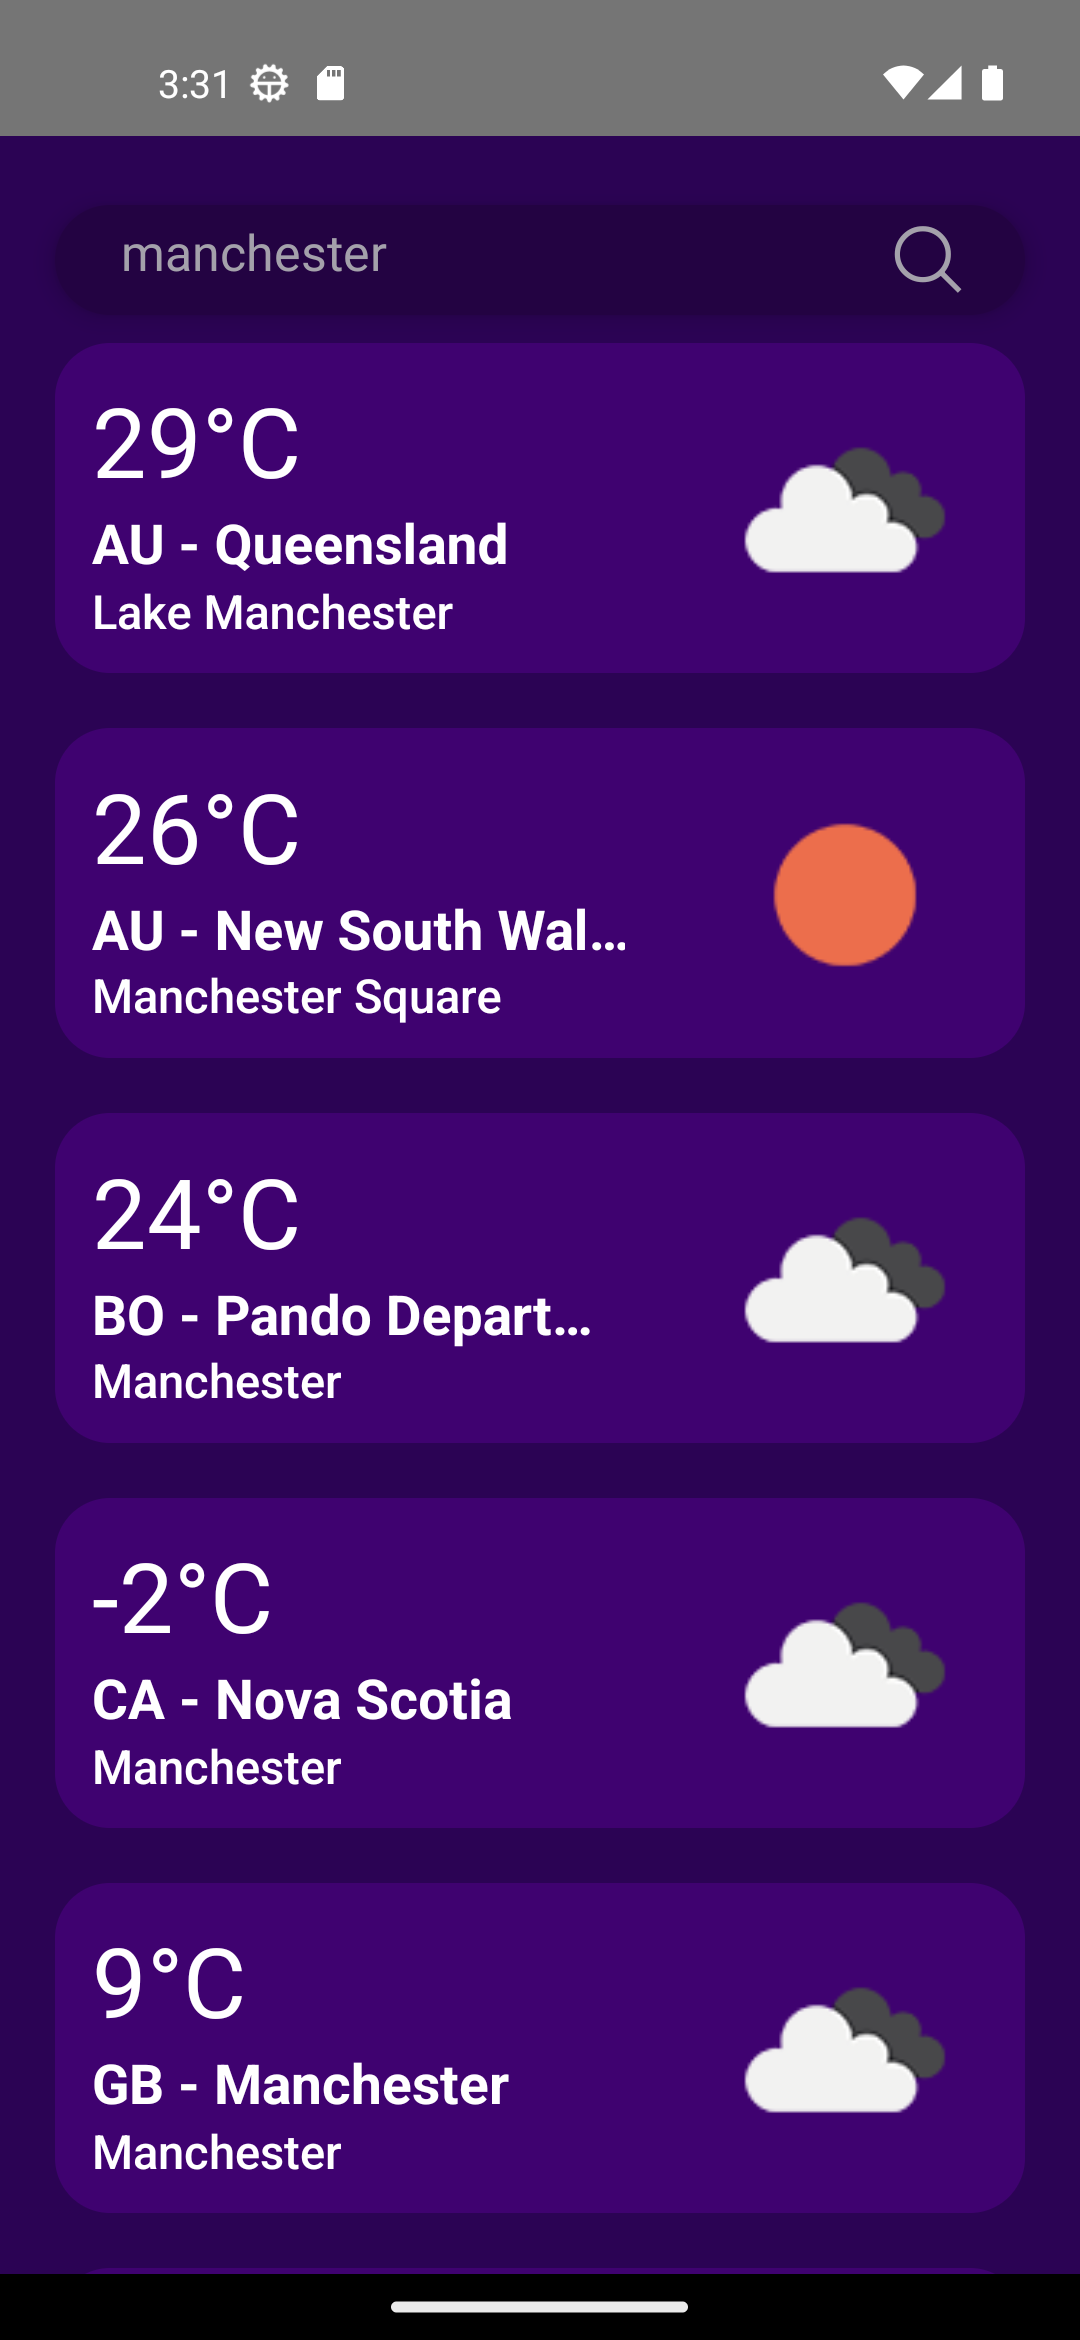 3:31
manchester
29°C
AU - Queensland
Lake Manchester
26°C
AU - New South Wal...
Manchester Square
24°C
BO - Pando Depart...
Manchester
-2°C
CA - Nova Scotia
Manchester
9°C
GB - Manchester
Manchester